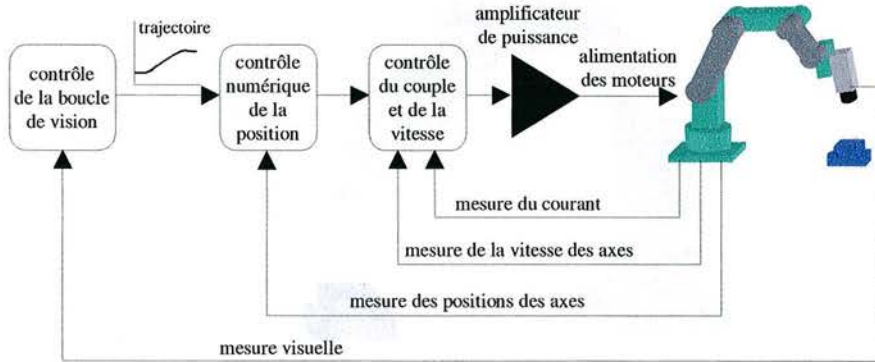 trajectoire
contrôle
de la boucle
de vision
contrôle
numérique
de la
position
contrôle
du couple
et de la
vitesse
amplificateur
de puissance
alimentation
des moteurs
mesure du courant
mesure de la vitesse des axes
mesure des positions des axes
mesure visuelle